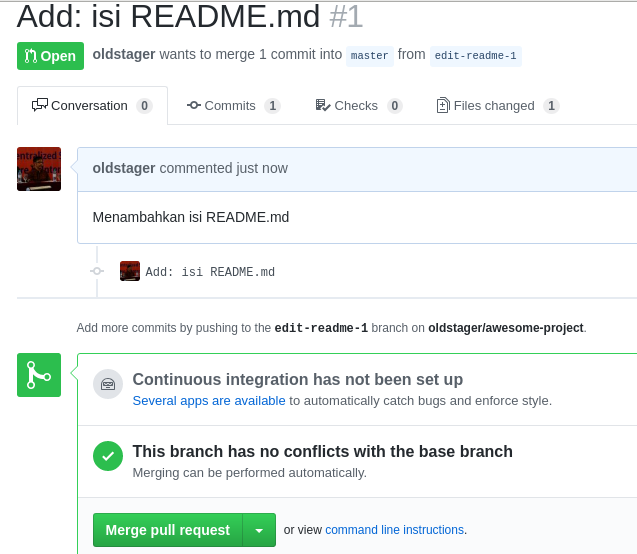 Add: isi README.md #1
Open oldstager wants to merge 1 commit into master from edit-readme-1
Conversation 0 Commits 1 Checks 0 Files changed 1
oldstager commented just now
Menambahkan isi README.md
Add: isi README.md
Add more commits by pushing to the edit-readme-1 branch on oldstager/awesome-project.
Continuous integration has not been set up
Several apps are available to automatically catch bugs and enforce style.
This branch has no conflicts with the base branch
Merging can be performed automatically.
Merge pull request or view command line instructions.